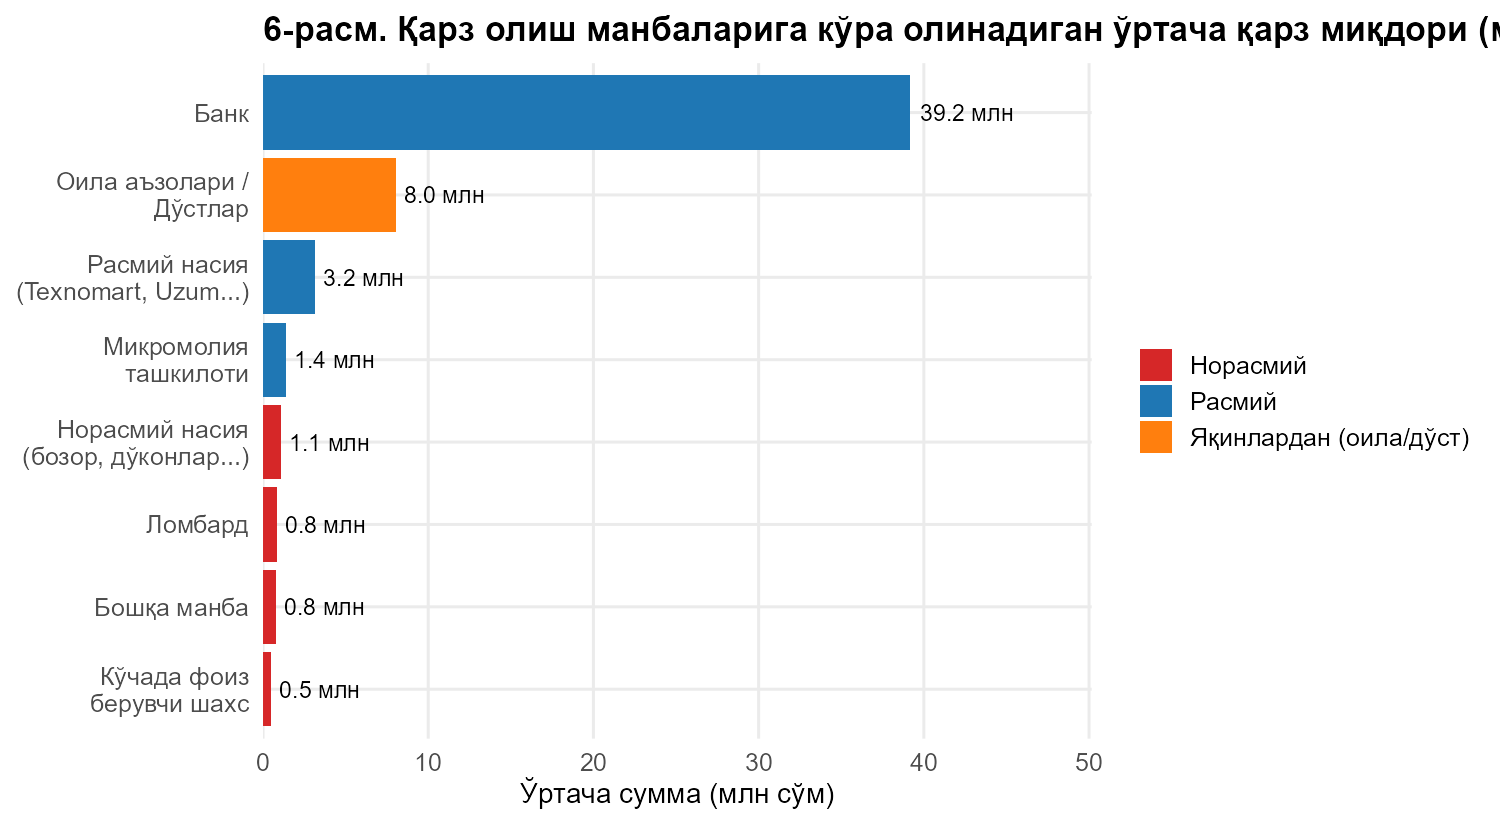 6-расм. Қарз олиш манбаларига кўра олинадиган ўртача қарз миқдори (м
Банк
39.2 млн
Оила аъзолари /
Дўстлар
8.0 млн
Расмий насия
(Texnomart, Uzum...)
3.2 млн
Микромолия
ташкилоти
1.4 млн
Норасмий насия
(бозор, дўконлар...)
1.1 млн
Ломбард
0.8 млн
Бошқа манба
0.8 млн
Кўчада фоиз
берувчи шахс
0.5 млн
0 10 20 30 40 50
Ўртача сумма (млн сўм)
Норасмий
Расмий
Яқинлардан (оила/дўст)